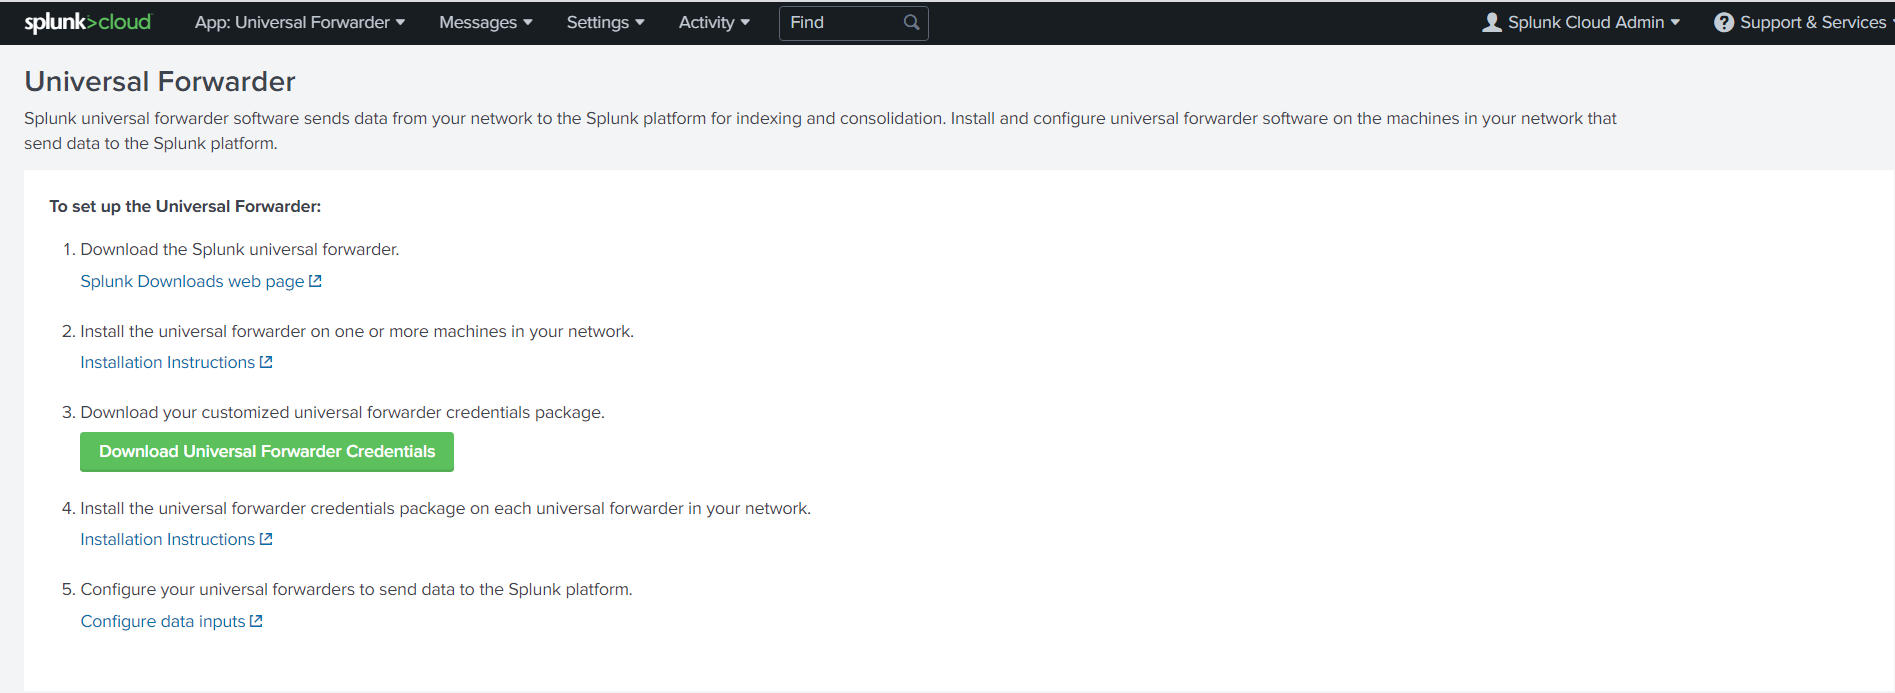 splunk>cloud App: Universal Forwarder Messages Settings Activity Find Splunk Cloud Admin Support & Services
Universal Forwarder
Splunk universal forwarder software sends data from your network to the Splunk platform for indexing and consolidation. Install and configure universal forwarder software on the machines in your network that
send data to the Splunk platform.
To set up the Universal Forwarder:
1. Download the Splunk universal forwarder.
Splunk Downloads web page
2. Install the universal forwarder on one or more machines in your network.
Installation Instructions
3. Download your customized universal forwarder credentials package.
Download Universal Forwarder Credentials
4. Install the universal forwarder credentials package on each universal forwarder in your network.
Installation Instructions
5. Configure your universal forwarders to send data to the Splunk platform.
Configure data inputs